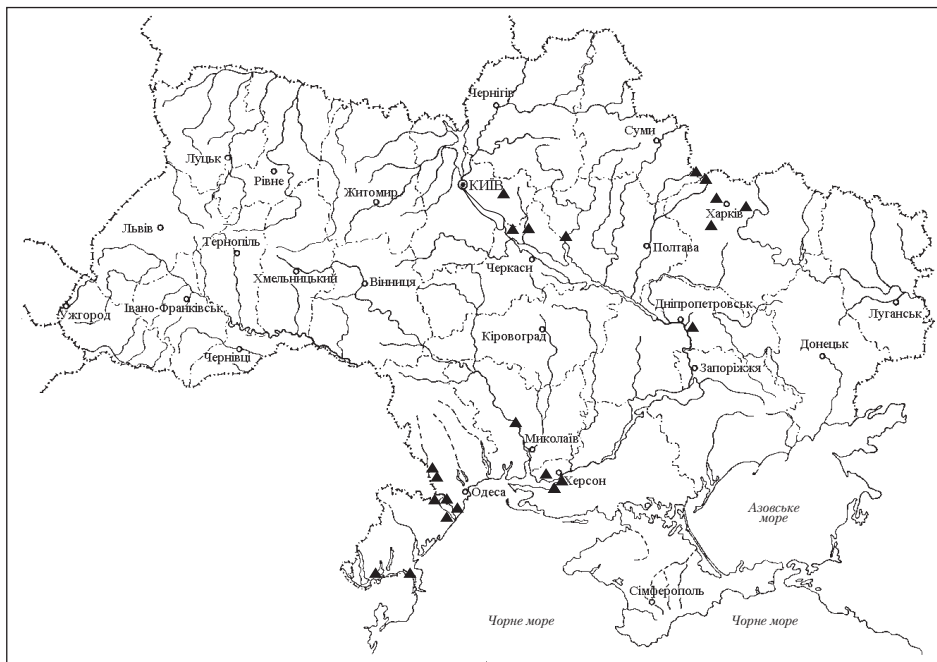 Чернігів
Суми
Луцьк
Рівне
КИЇВ
Житомир
Харків
Львів
Тернопіль
Полтава
Черкаси
Хмельницький
Вінниця
Ужгород
Івано-Франківськ
Дніпропетровськ
Луганськ
Кіровоград
Донецьк
Чернівці
Запоріжжя
Миколаїв
Херсон
Одеса
Азовське
море
Сімферополь
Чорне море
Чорне море